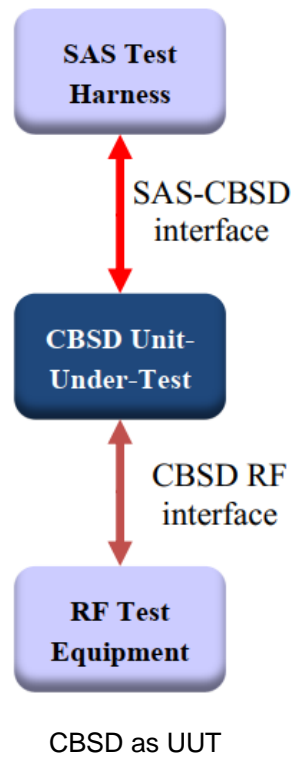 SAS Test
Harness
SAS-CBSD
interface
CBSD Unit-
Under-Test
CBSD RF
interface
RF Test
Equipment
CBSD as UUT